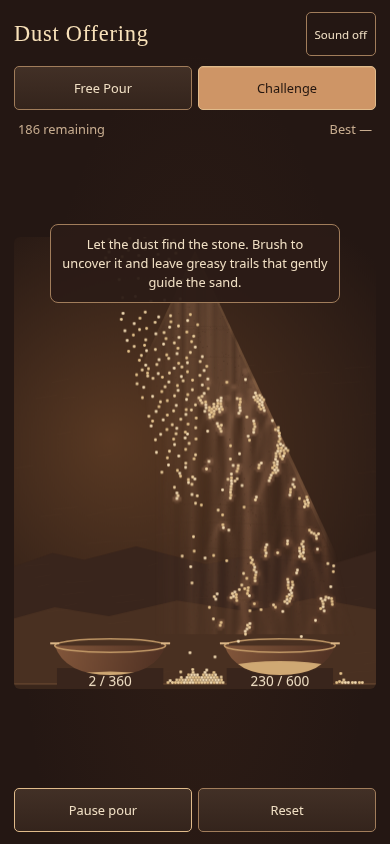 Dust Offering
Sound off
Free Pour
Challenge
186 remaining
Best —
Let the dust find the stone. Brush to
uncover it and leave greasy trails that gently
guide the sand.
2 / 360
230 / 600
Pause pour
Reset